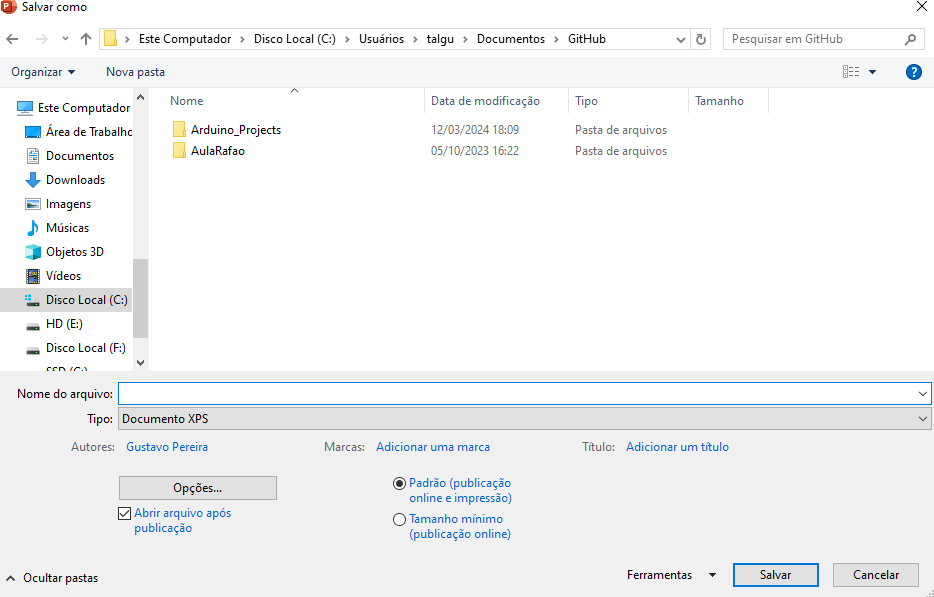 Salvar como
Este Computador > Disco Local (C:) > Usuários > talgu > Documentos > GitHub
Pesquisar em GitHub
Organizar Nova pasta
?
Nome Data de modificação Tipo Tamanho
Arduino_Projects 12/03/2024 18:09 Pasta de arquivos
AulaRafao 05/10/2023 16:22 Pasta de arquivos
Este Computador
Área de Trabalho
Documentos
Downloads
Imagens
Músicas
Objetos 3D
Vídeos
Disco Local (C:)
HD (E:)
Disco Local (F:)
Nome do arquivo:
Tipo: Documento XPS
Autores: Gustavo Pereira Marcas: Adicionar uma marca Título: Adicionar um título
Opções...
Abrir arquivo após
publicação
Padrão (publicação
online e impressão)
Tamanho mínimo
(publicação online)
Ocultar pastas
Ferramentas Salvar Cancelar